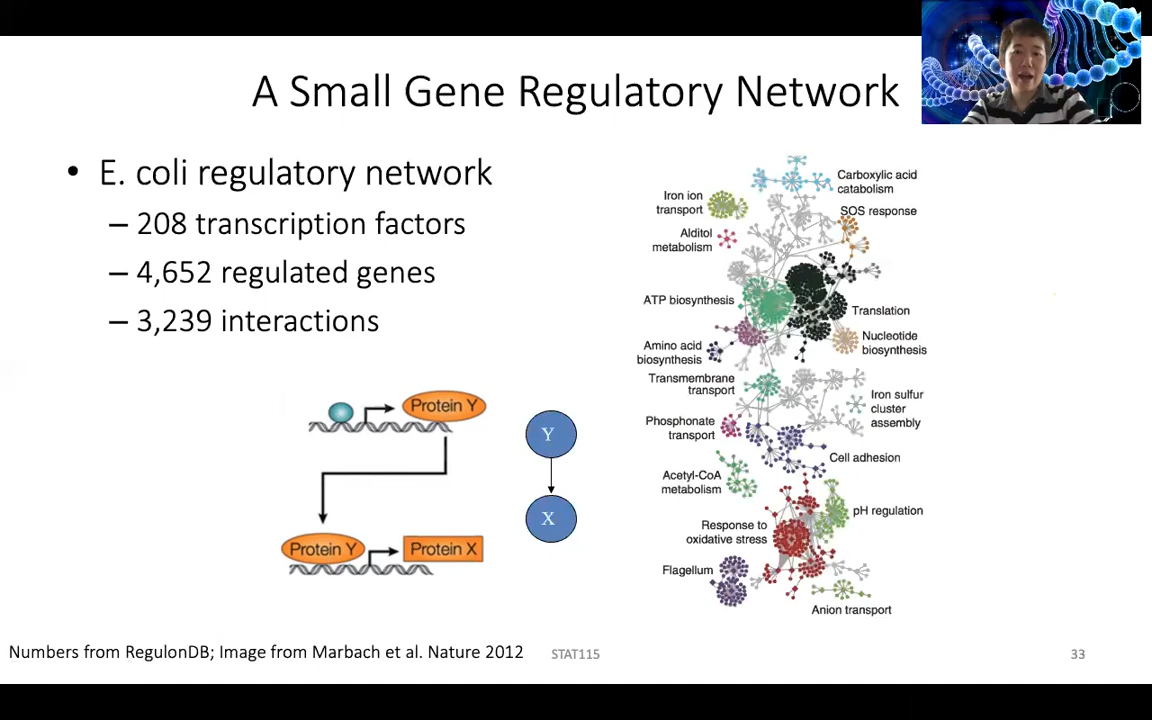 A Small Gene Regulatory Network
• E. coli regulatory network
– 208 transcription factors
– 4,652 regulated genes
– 3,239 interactions
Protein Y
Protein Y
Protein X
Y
X
Carboxylic acid
catabolism
Iron ion
transport
SOS response
Alditol
metabolism
ATP biosynthesis
Translation
Nucleotide
biosynthesis
Amino acid
biosynthesis
Transmembrane
transport
Iron sulfur
cluster
assembly
Phosphonate
transport
Cell adhesion
Acetyl-CoA
metabolism
pH regulation
Response to
oxidative stress
Flagellum
Anion transport
Numbers from RegulonDB; Image from Marbach et al. Nature 2012
STAT115
33